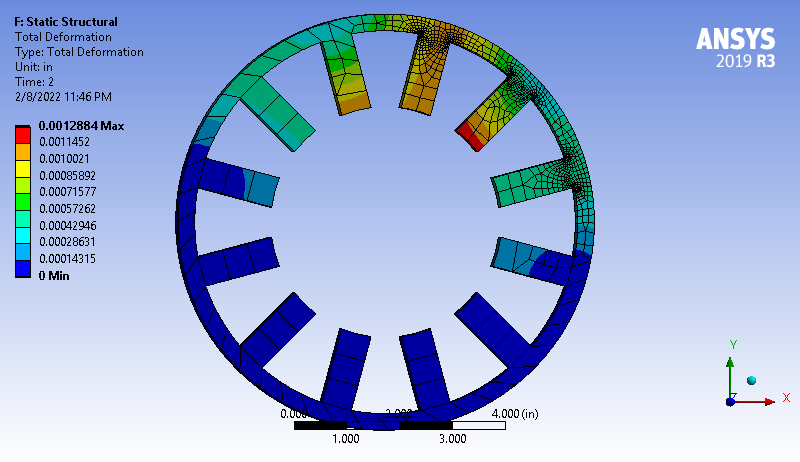 F: Static Structural
Total Deformation
Type: Total Deformation
Unit: in
Time: 2
2/8/2022 11:46 PM
0.0012884 Max
0.0011452
0.0010021
0.00085892
0.00071577
0.00057262
0.00042946
0.00028631
0.00014315
0 Min
ANSYS
2019 R3
Y
Z
X
0.000 2.000 4.000 (in)
1.000 3.000